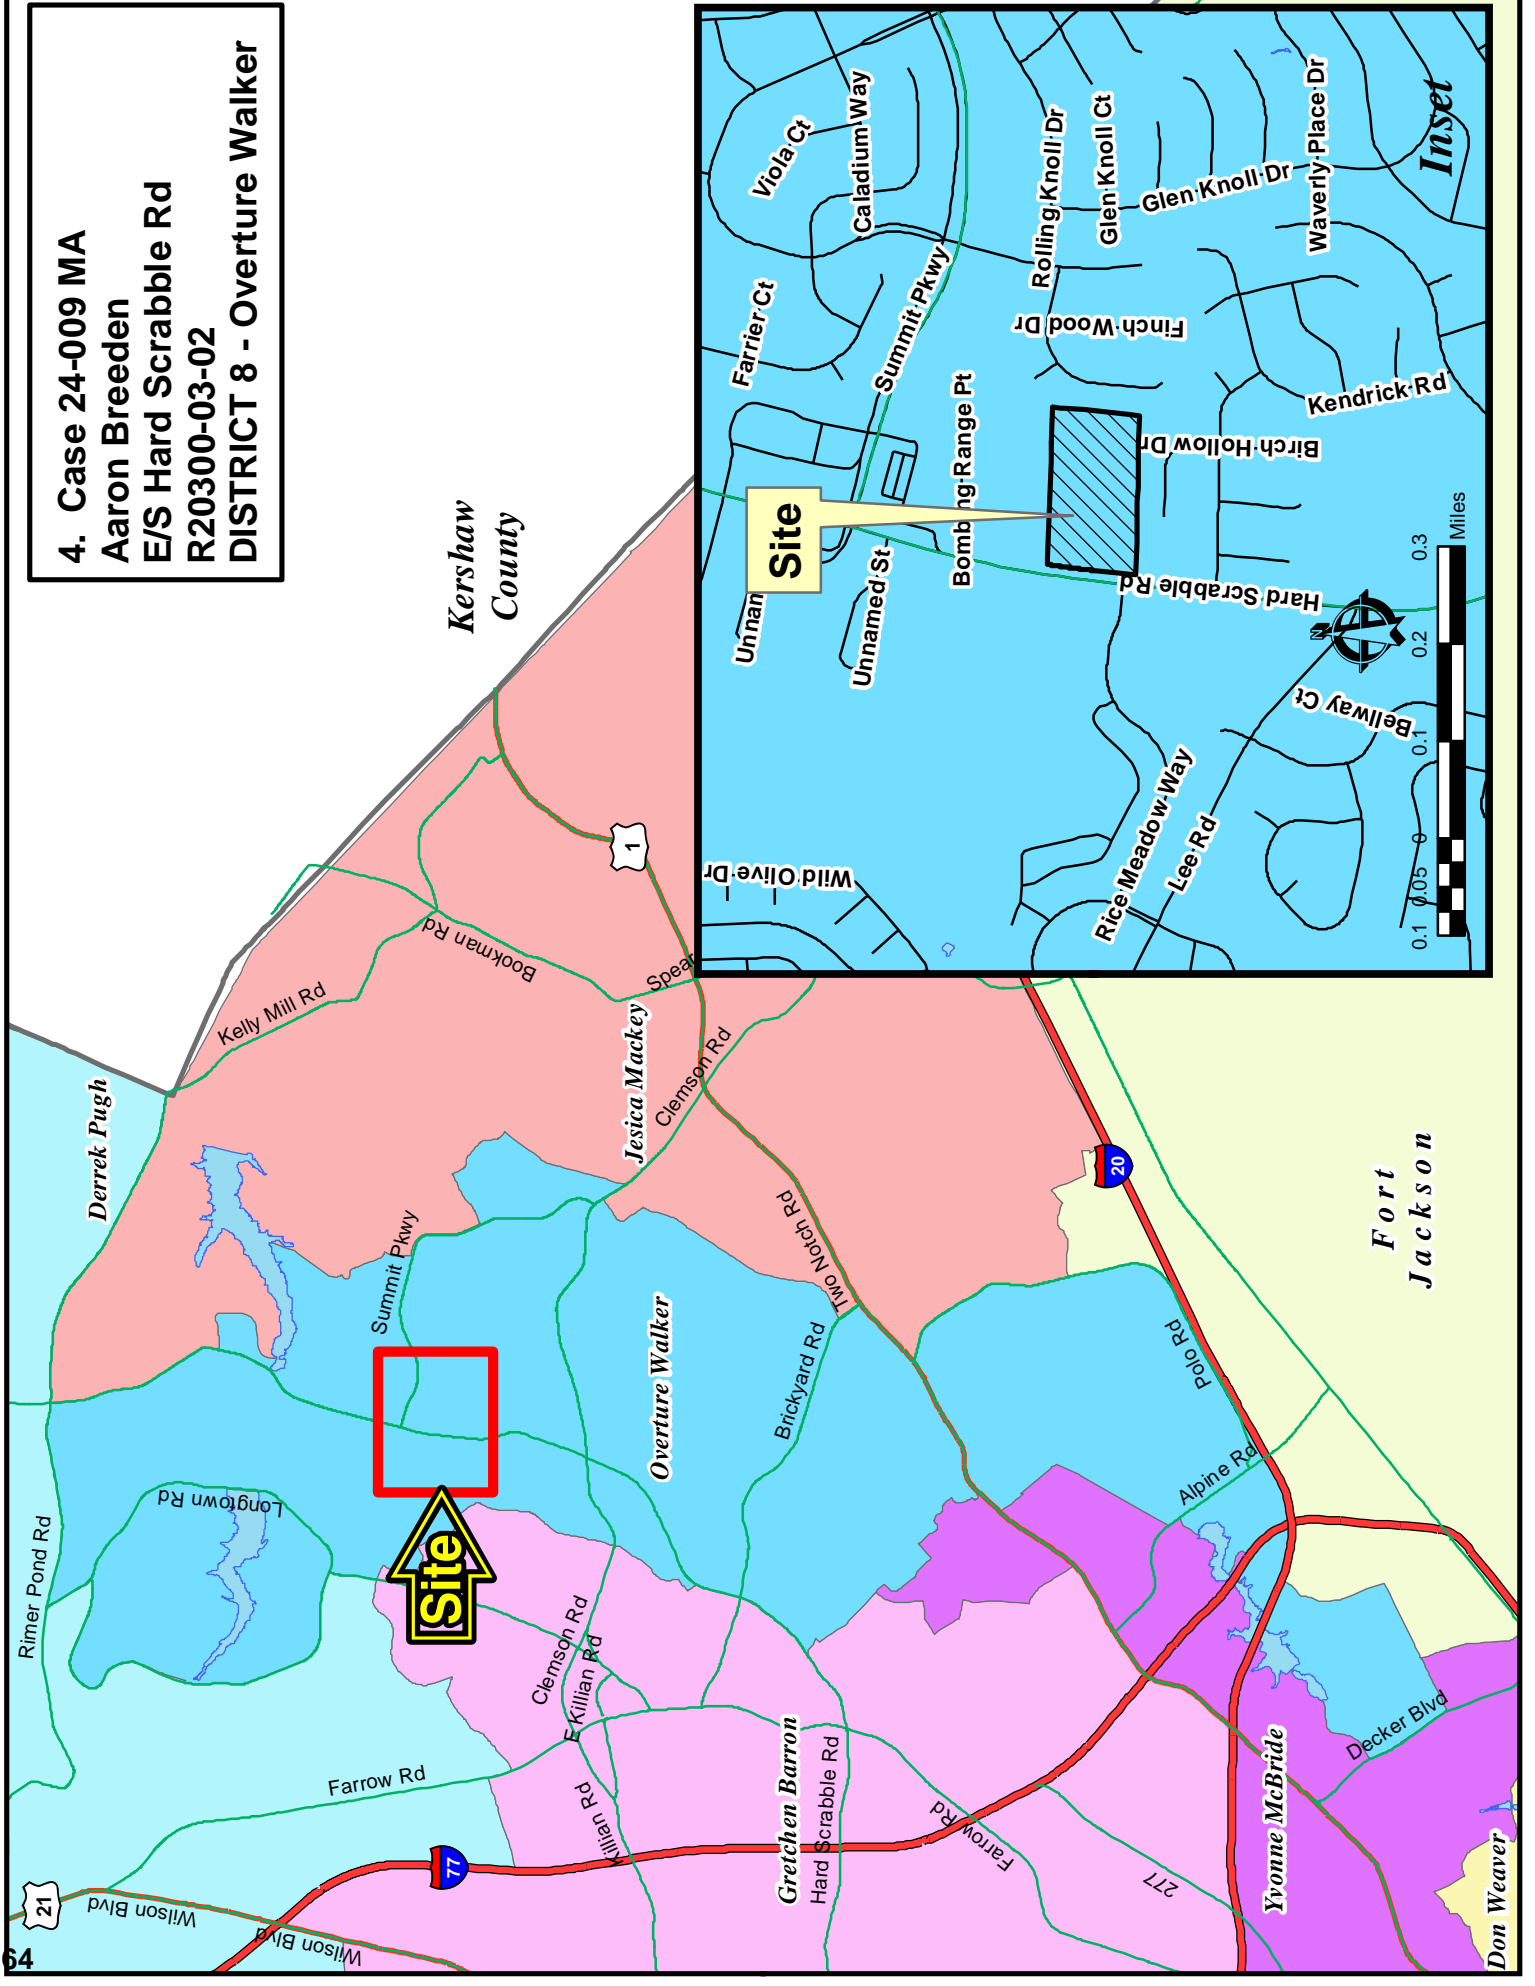 4. Case 24-009 MA
Aaron Breeden
E/S Hard Scrabble Rd
R20300-03-02
DISTRICT 8 - Overture Walker
Kershaw
County
Derrek Pugh
Kelly Mill Rd
Bookman Rd
1
Spear
Jesica Mackey
Clemson Rd
Summit Pkwy
Two Notch Rd
20
Fort
Jackson
Overture Walker
Brickyard Rd
Polo Rd
Alpine Rd
Rimer Pond Rd
Longtown Rd
Site
Clemson Rd
E Killian Rd
Killian Rd
Farrow Rd
77
21
Wilson Blvd
Wilson Blvd
Gretchen Barron
Hard Scrabble Rd
Farrow Rd
277
Yvonne McBride
Decker Blvd
Don Weaver
64
Inset
Viola Ct
Caladium Way
Farrier Ct
Summit Pkwy
Rolling Knoll Dr
Glen Knoll Ct
Glen Knoll Dr
Waverly Place Dr
Finch Wood Dr
Kendrick Rd
Birch Hollow Dr
Bombing Range Pt
Site
Unnan
Unnamed St
Hard Scrabble Rd
N
Bellway Ct
Rice Meadow Way
Lee Rd
Wild Olive Dr
0.1 0.05 0 0.1 0.2 0.3
Miles